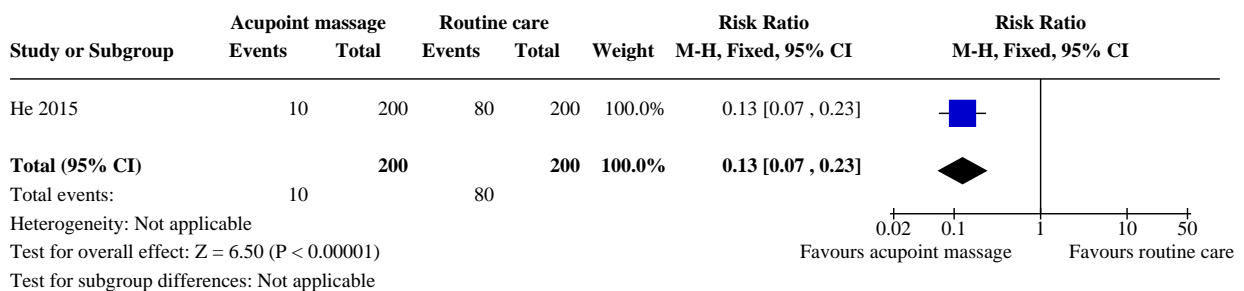 Acupoint massage Routine care Risk Ratio Risk Ratio
Study or Subgroup Events Total Events Total Weight M-H, Fixed, 95% CI M-H, Fixed, 95% CI
He 2015 10 200 80 200 100.0% 0.13 [0.07 , 0.23]
Total (95% CI) 200 200 100.0% 0.13 [0.07 , 0.23]
Total events: 10 80
Heterogeneity: Not applicable
0.02 0.1 1 10 50
Test for overall effect: Z = 6.50 (P < 0.00001) Favours acupoint massage Favours routine care
Test for subgroup differences: Not applicable